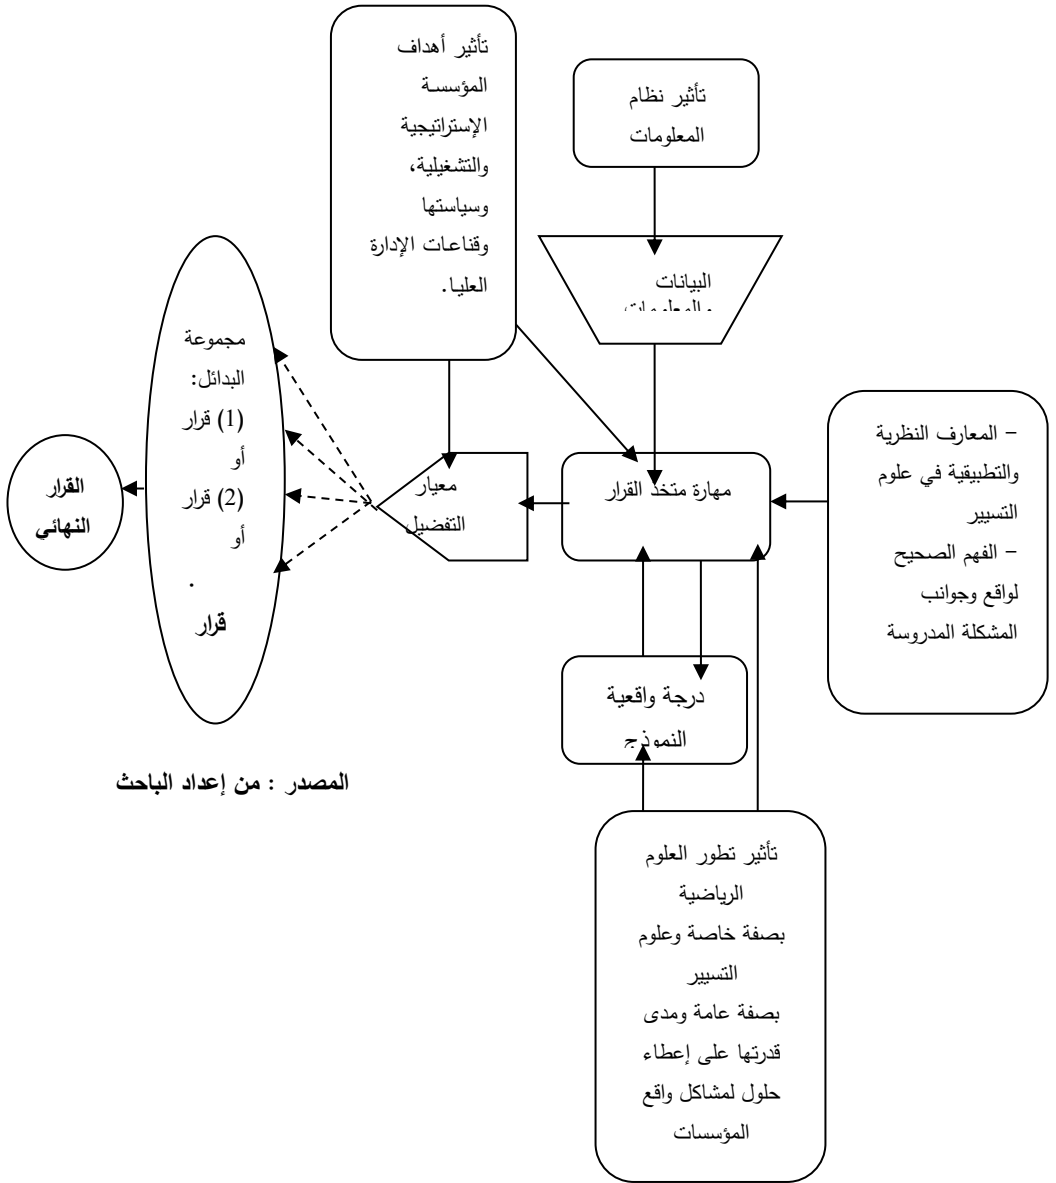 تأثير أهداف
المؤسسة
الإستراتيجية
والتشغيلية،
وسياستها
وقناعات الإدارة
العليا.
تأثير نظام
المعلومات
البيانات
والمعلومات
مجموعة
البدائل:
قرار (1)
أو
قرار (2)
أو
.
قرار
القرار
النهائي
معيار
التفضيل
مهارة متخذ القرار
- المعارف النظرية
والتطبيقية في علوم
التسيير
- الفهم الصحيح
لواقع وجوانب
المشكلة المدروسة
درجة واقعية
النموذج
المصدر : من إعداد الباحث
تأثير تطور العلوم
الرياضية
بصفة خاصة وعلوم
التسيير
بصفة عامة ومدى
قدرتها على إعطاء
حلول لمشاكل واقع
المؤسسات